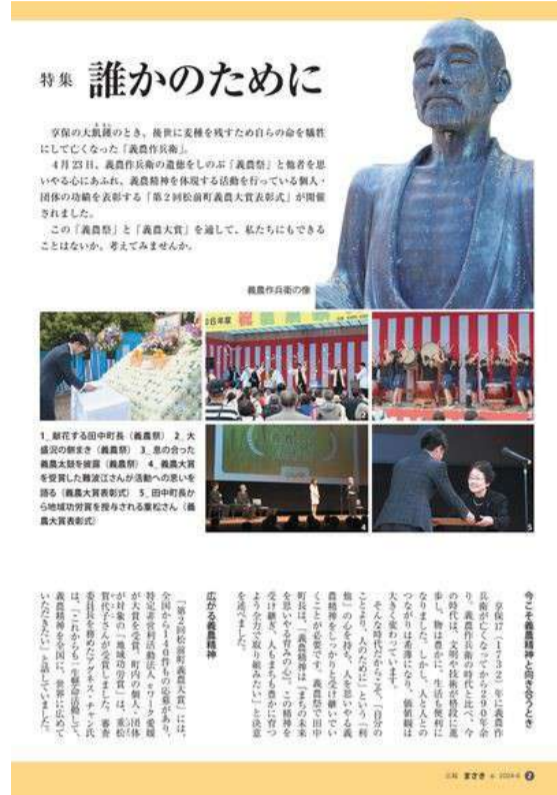 特集 誰かのために
享保の大飢饉のとき、後世に麦種を残すため自らの命を犠牲
にして亡くなった「義農作兵衛」。
4月23日、義農作兵衛の遺徳をしのぶ「義農祭」と他者を思
いやる心にあふれ、義農精神を体現する活動を行っている個人・
団体の功績を表彰する「第2回松前町義農大賞表彰式」が開催
されました。
この「義農祭」と「義農大賞」を通して、私たちにもできる
ことはないか。考えてみませんか。
義農作兵衛の像
1_献花する田中町長（義農祭） 2_大
盛況の餅まき（義農祭） 3_息の合った
義農太鼓を披露（義農祭） 4_義農大賞
を受賞した難波江さんが活動への思いを
語る（義農大賞表彰式） 5_田中町長か
ら地域功労賞を授与される重松さん（義
農大賞表彰式）
今こそ義農精神と向き合うとき
享保17（1732）年に義農作
兵衛が亡くなってから290年余
り。義農作兵衛の時代と比べ、今
の時代は、文明や技術が格段に進
歩し、物は豊かに、生活も便利に
なりました。しかし、人と人との
つながりは希薄になり、価値観は
大きく変わっています。
そんな時代だからこそ、「自分の
ことより、人のために」という「利
他」の心を持ち、人を思いやる義
農精神をしっかりと受け継いでい
くことが必要です。義農祭で田中
町長は、「義農精神は『まちの未来
を思いやる育みの心』。この精神を
受け継ぎ、人もまちも豊かに育つ
よう全力で取り組みたい」と決意
を述べました。
広がる義農精神
「第2回松前町義農大賞」には、
全国から140件もの応募があり、
特定非営利活動法人eワーク愛媛
が大賞を受賞。町内の個人・団体
が対象の「地域功労賞」は、重松
賀代子さんが受賞しました。審査
委員長を務めたアグネス・チャン氏
は、「これからも一生懸命活動して、
義農精神を全国に、世界に広めて
いただきたい」と話していました。
広報 まさき 2024-6 2